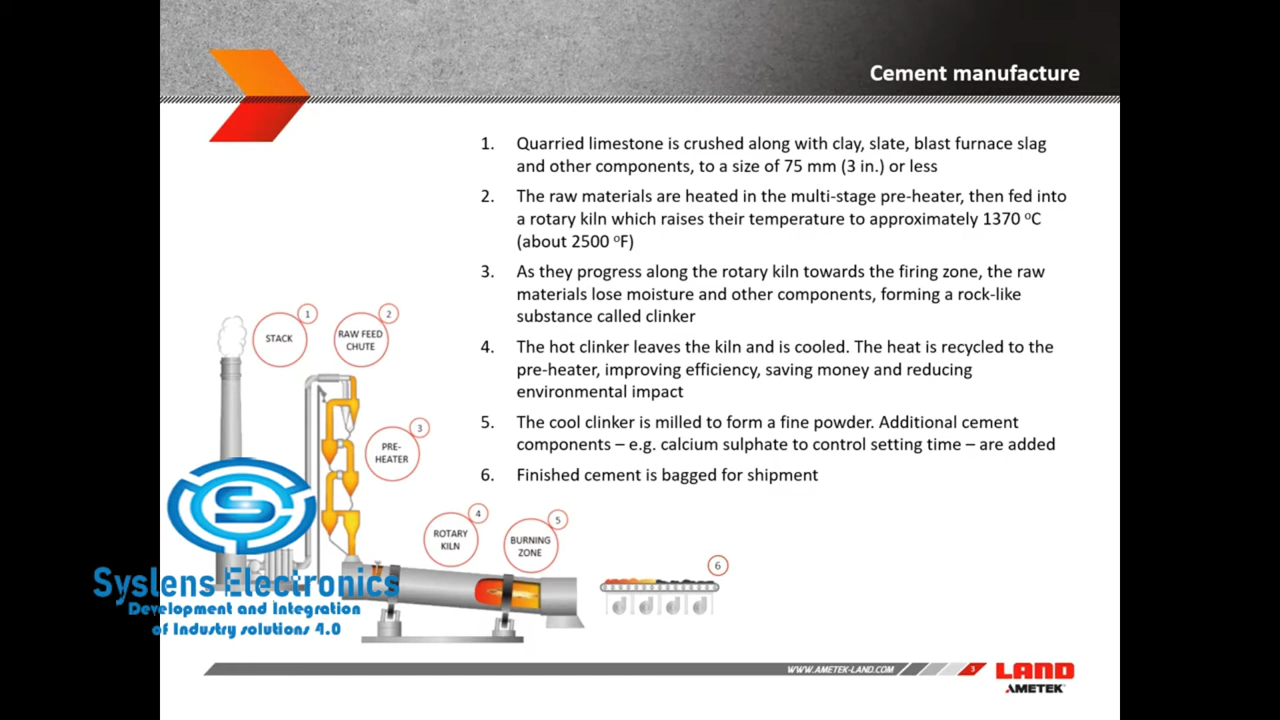 Cement manufacture
1. Quarried limestone is crushed along with clay, slate, blast furnace slag
and other components, to a size of 75 mm (3 in.) or less
2. The raw materials are heated in the multi-stage pre-heater, then fed into
a rotary kiln which raises their temperature to approximately 1370 ºC
(about 2500 ºF)
3. As they progress along the rotary kiln towards the firing zone, the raw
materials lose moisture and other components, forming a rock-like
substance called clinker
4. The hot clinker leaves the kiln and is cooled. The heat is recycled to the
pre-heater, improving efficiency, saving money and reducing
environmental impact
5. The cool clinker is milled to form a fine powder. Additional cement
components – e.g. calcium sulphate to control setting time – are added
6. Finished cement is bagged for shipment
1
STACK
2
RAW FEED
CHUTE
3
PRE-
HEATER
4
ROTARY
KILN
5
BURNING
ZONE
6
S
Syslens Electronics
Development and Integration
of Industry solutions 4.0
WWW.AMETEK-LAND.COM
3
LAND
AMETEK